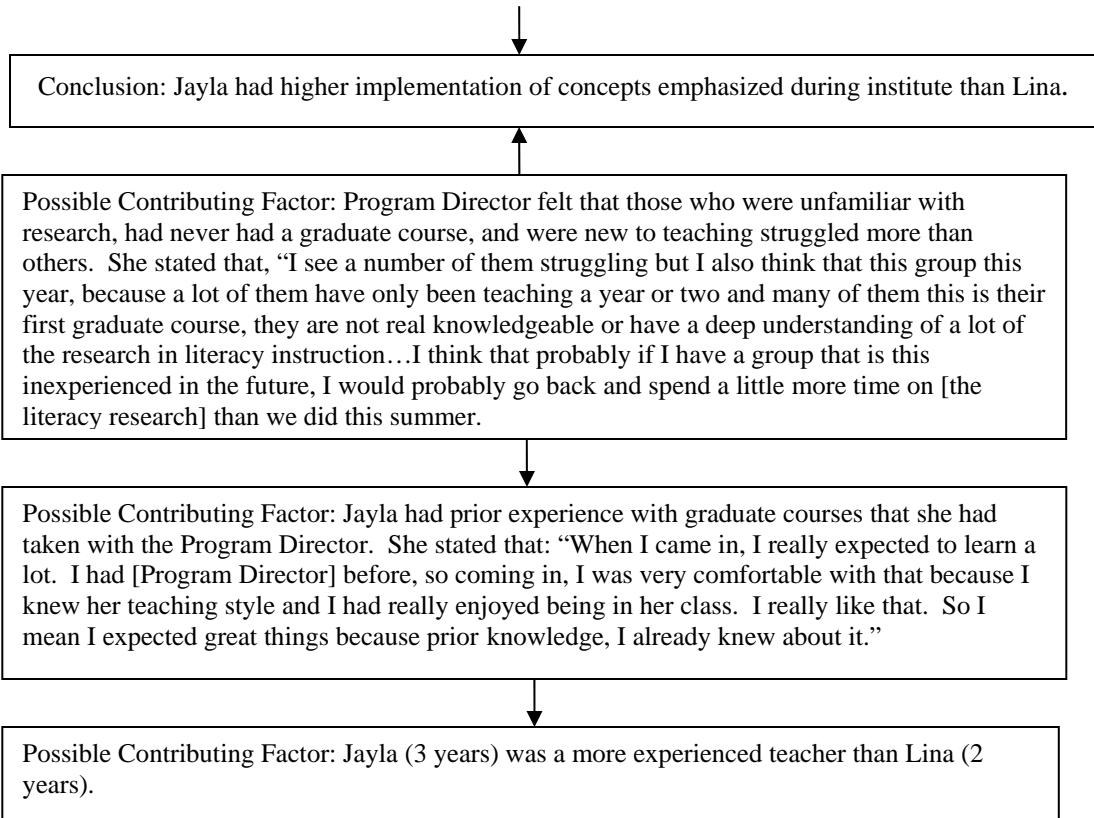 Conclusion: Jayla had higher implementation of concepts emphasized during institute than Lina.
Possible Contributing Factor: Program Director felt that those who were unfamiliar with
research, had never had a graduate course, and were new to teaching struggled more than
others.  She stated that, “I see a number of them struggling but I also think that this group this
year, because a lot of them have only been teaching a year or two and many of them this is their
first graduate course, they are not real knowledgeable or have a deep understanding of a lot of
the research in literacy instruction…I think that probably if I have a group that is this
inexperienced in the future, I would probably go back and spend a little more time on [the
literacy research] than we did this summer.
Possible Contributing Factor: Jayla had prior experience with graduate courses that she had
taken with the Program Director.  She stated that: “When I came in, I really expected to learn a
lot.  I had [Program Director] before, so coming in, I was very comfortable with that because I
knew her teaching style and I had really enjoyed being in her class.  I really like that.  So I
mean I expected great things because prior knowledge, I already knew about it.”
Possible Contributing Factor: Jayla (3 years) was a more experienced teacher than Lina (2
years).